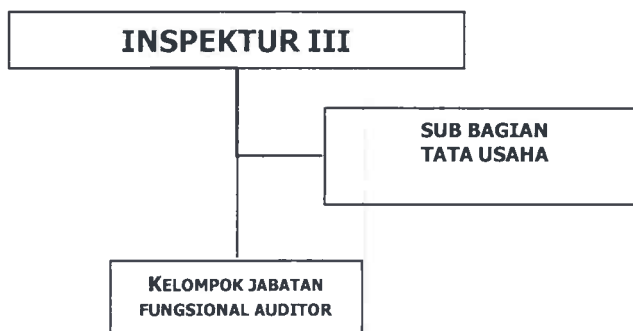 INSPEKTUR III
SUB BAGIAN
TATA USAHA
KELOMPOK JABATAN
FUNGSIONAL AUDITOR